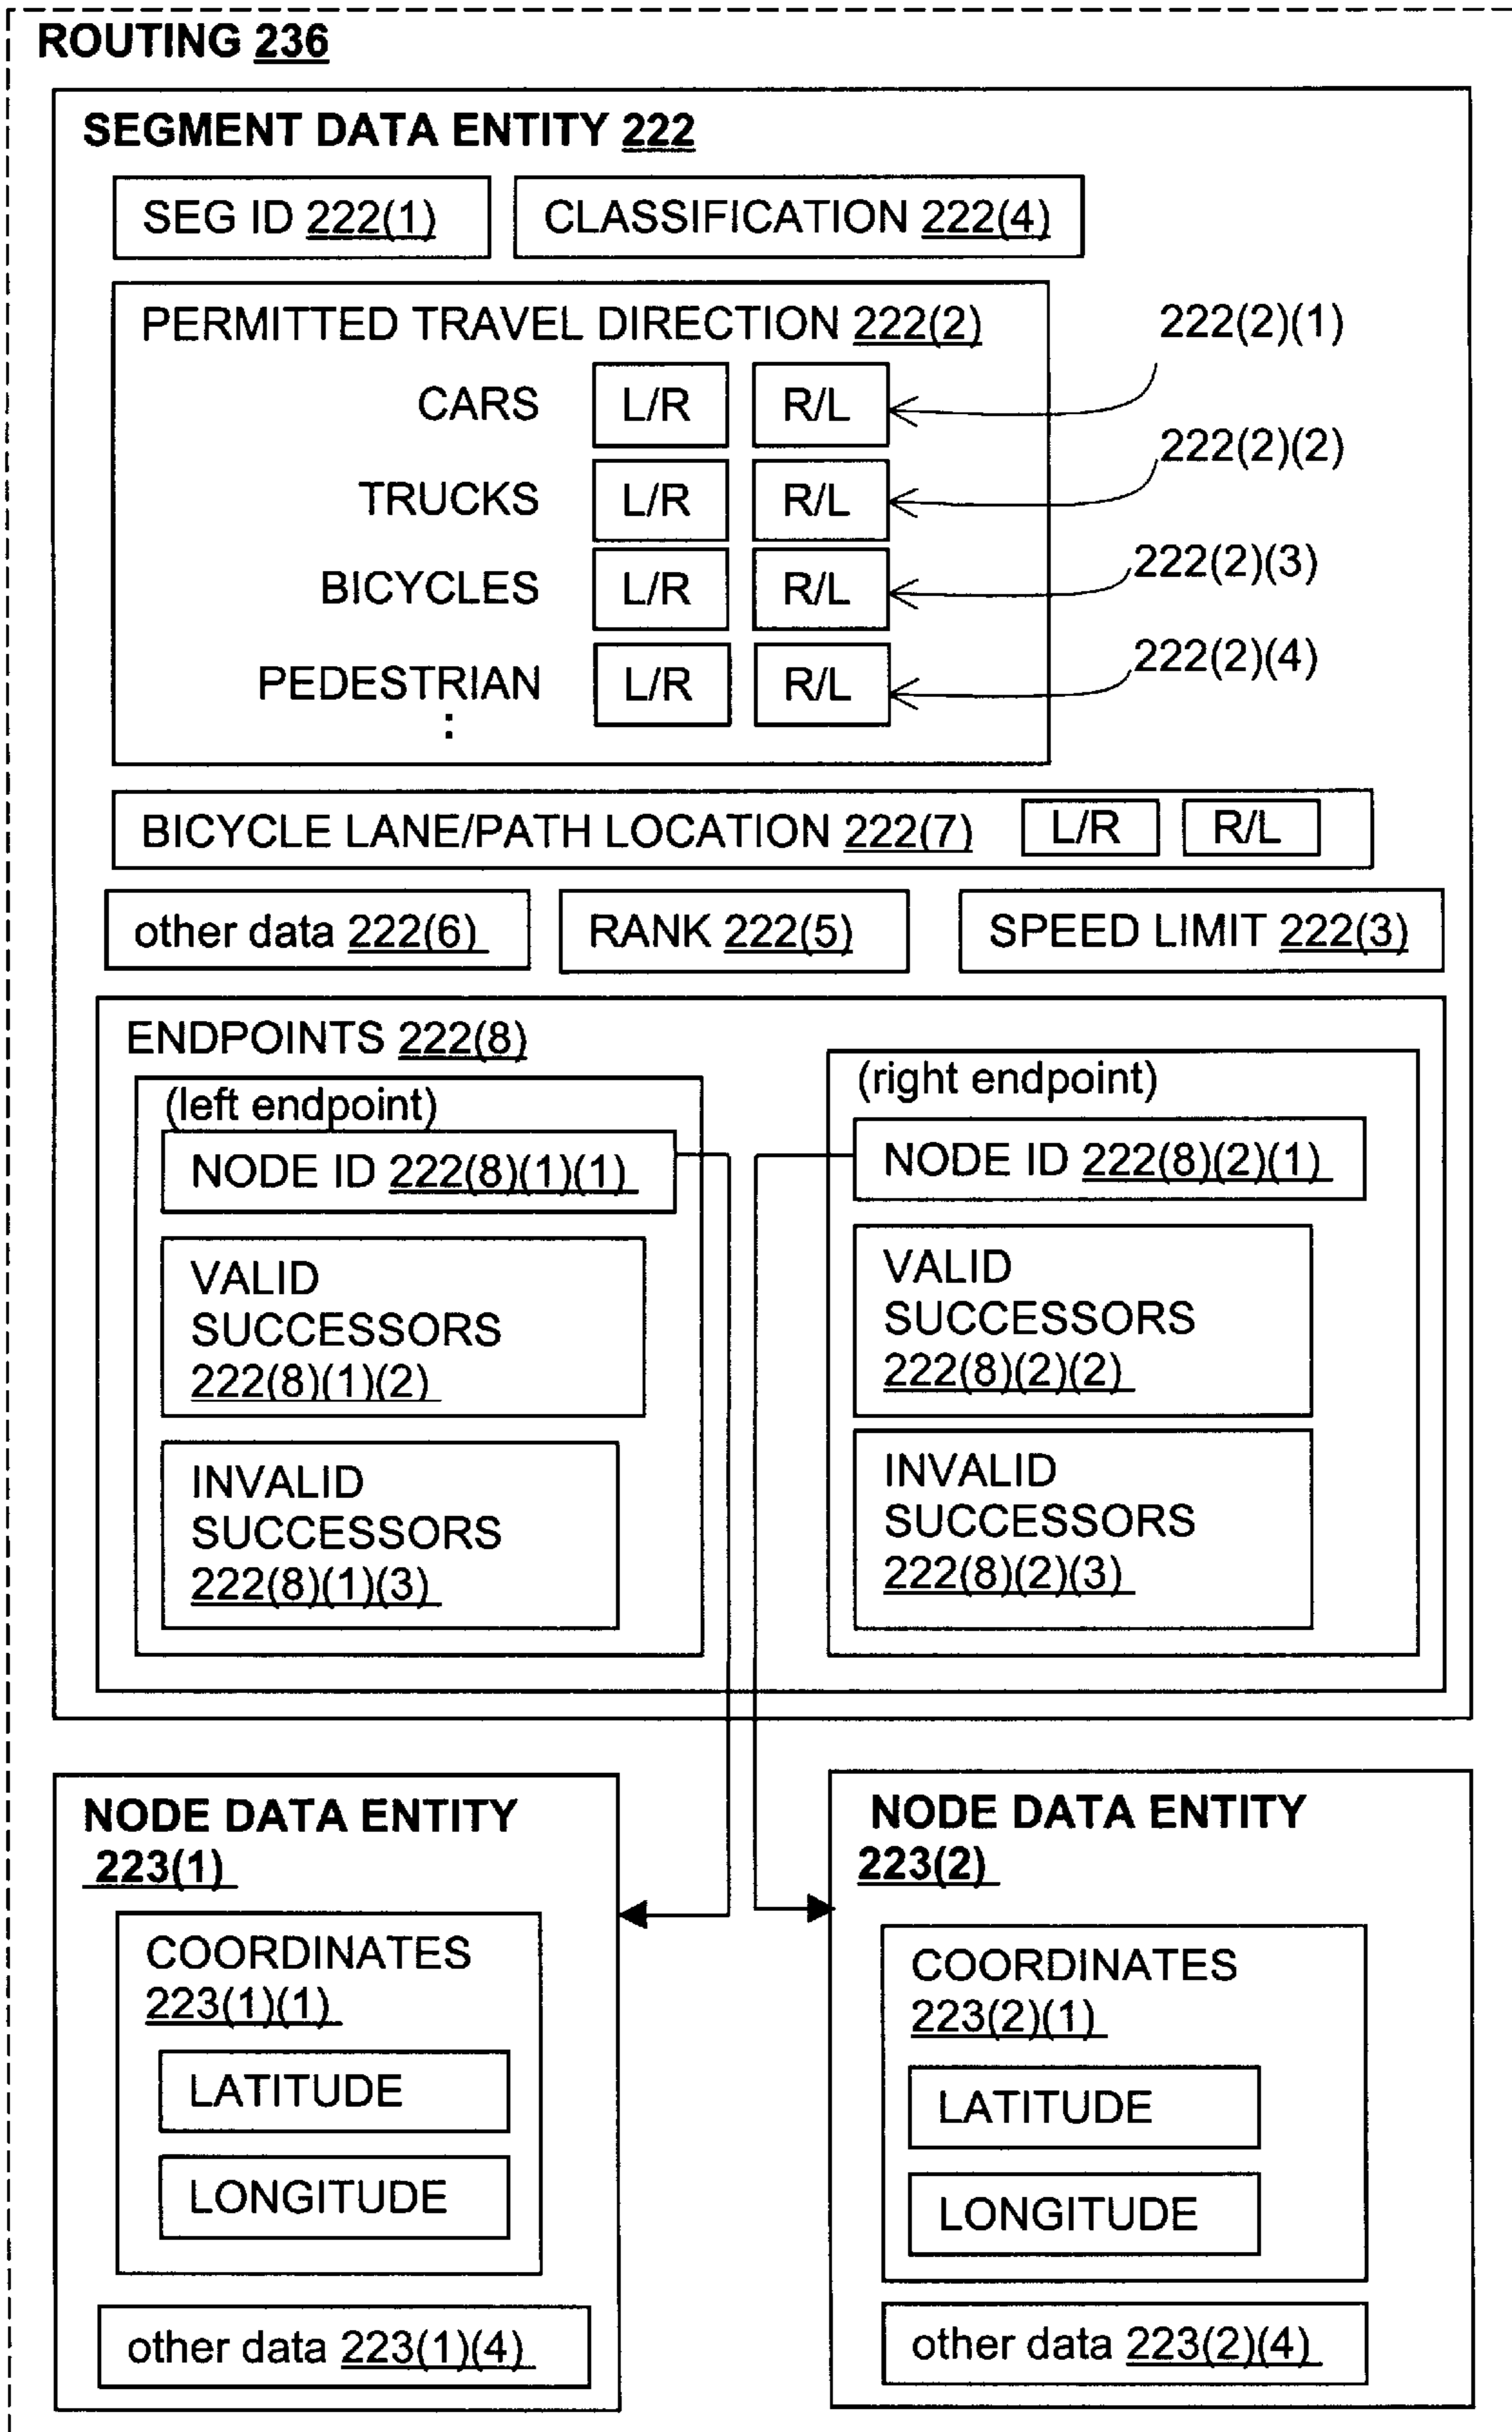 ROUTING 236
SEGMENT DATA ENTITY 222
SEG ID 222(1)
CLASSIFICATION 222(4)
PERMITTED TRAVEL DIRECTION 222(2)
222(2)(1)
CARS L/R R/L
222(2)(2)
TRUCKS L/R R/L
222(2)(3)
BICYCLES L/R R/L
222(2)(4)
PEDESTRIAN L/R R/L
:
BICYCLE LANE/PATH LOCATION 222(7) L/R R/L
other data 222(6)
RANK 222(5)
SPEED LIMIT 222(3)
ENDPOINTS 222(8)
(left endpoint)
NODE ID 222(8)(1)(1)
VALID
SUCCESSORS
222(8)(1)(2)
INVALID
SUCCESSORS
222(8)(1)(3)
(right endpoint)
NODE ID 222(8)(2)(1)
VALID
SUCCESSORS
222(8)(2)(2)
INVALID
SUCCESSORS
222(8)(2)(3)
NODE DATA ENTITY
223(1)
COORDINATES
223(1)(1)
LATITUDE
LONGITUDE
other data 223(1)(4)
NODE DATA ENTITY
223(2)
COORDINATES
223(2)(1)
LATITUDE
LONGITUDE
other data 223(2)(4)